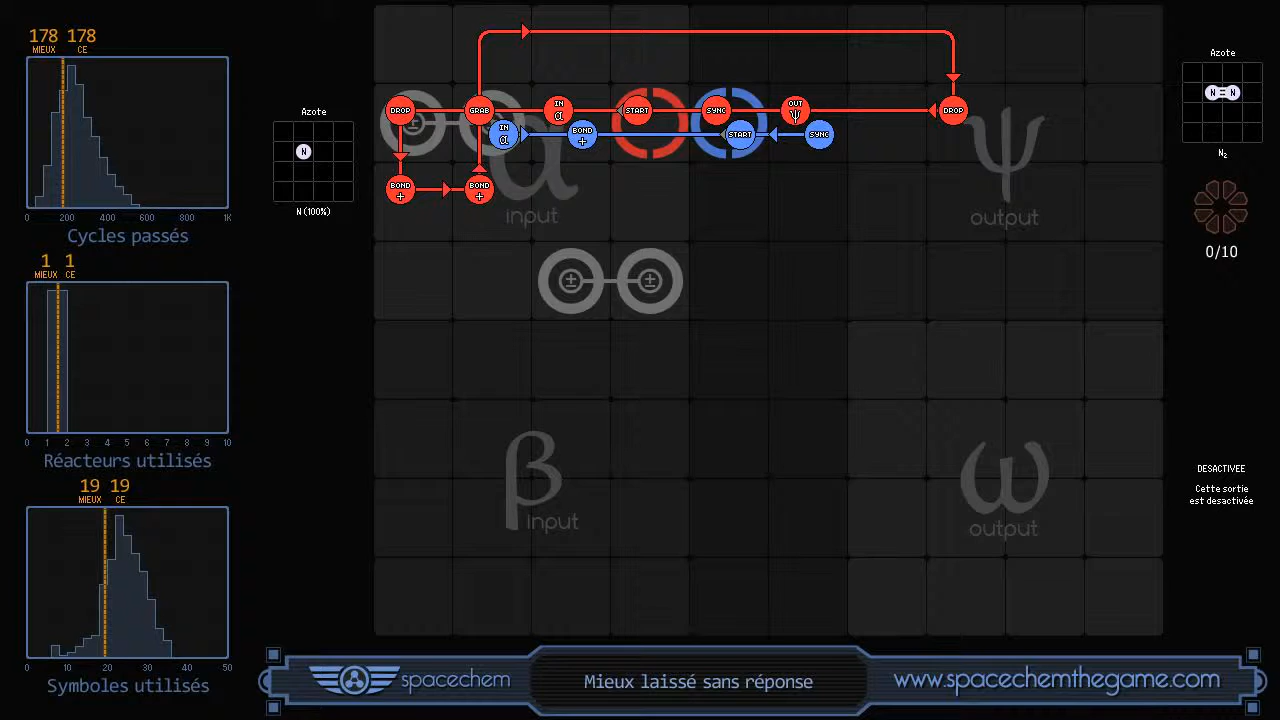 178 178
MIEUX CE
0 200 400 600 800 1K
Cycles passés
1 1
MIEUX CE
0 1 2 3 4 5 6 7 8 9 10
Réacteurs utilisés
19 19
MIEUX CE
0 10 20 30 40 50
Symboles utilisés
Azote
N
N (100%)
DROP GRAB IN α START SYNC OUT ψ DROP
IN α BOND + START SYNC
BOND + BOND +
α
input
ψ
output
β
input
ω
output
Azote
N = N
N₂
0/10
DESACTIVEE
Cette sortie
est desactivée
spacechem
Mieux laissé sans réponse
www.spacechemthegame.com